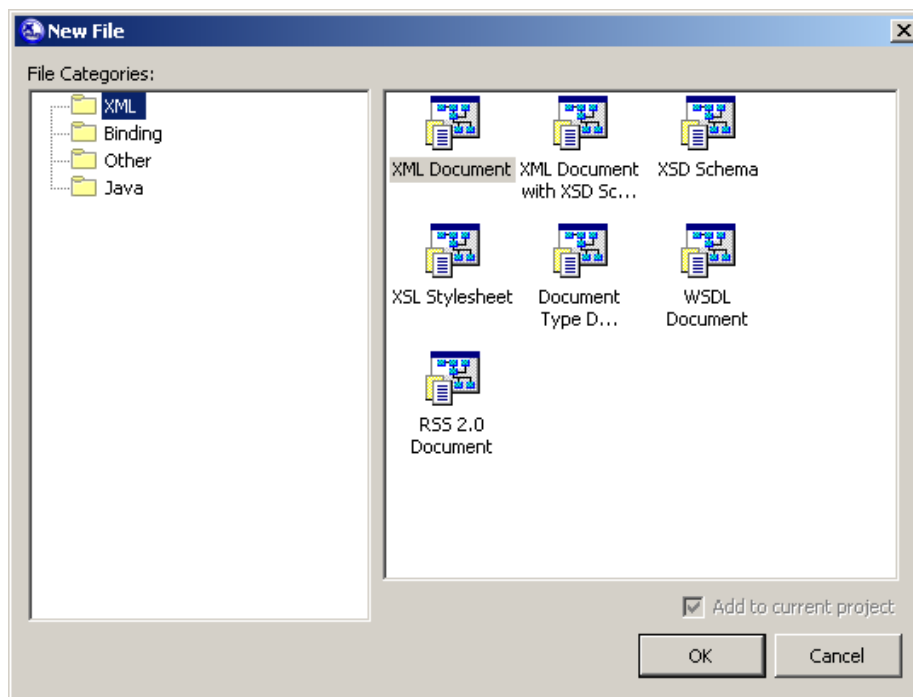 New File
File Categories:
XML
Binding
Other
Java
XML Document
XML Document
with XSD Sc...
XSD Schema
XSL Stylesheet
Document
Type D...
WSDL
Document
RSS 2.0
Document
Add to current project
OK
Cancel